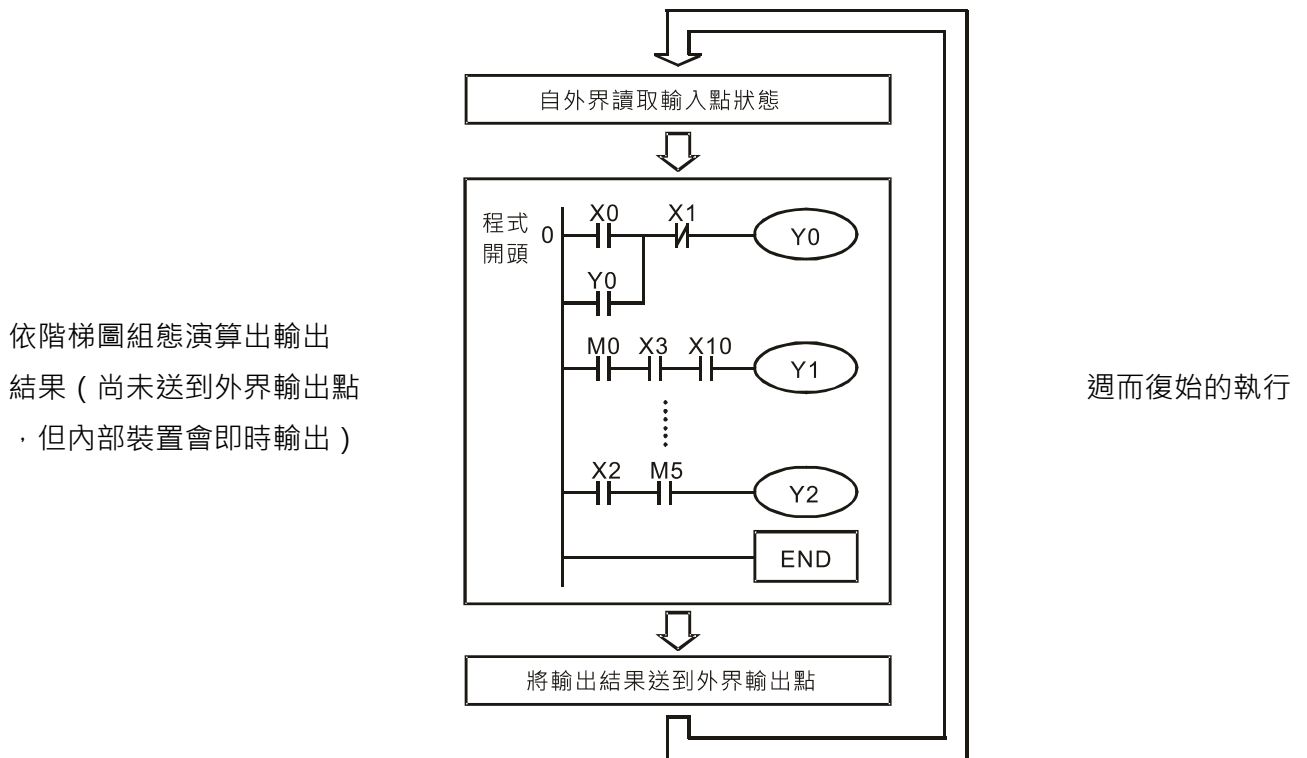 自外界讀取輸入點狀態
程式
開頭
0
X0
X1
Y0
Y0
M0 X3 X10
Y1
X2 M5
Y2
END
依階梯圖組態演算出輸出
結果(尚未送到外界輸出點
,但內部裝置會即時輸出)
週而復始的執行
將輸出結果送到外界輸出點